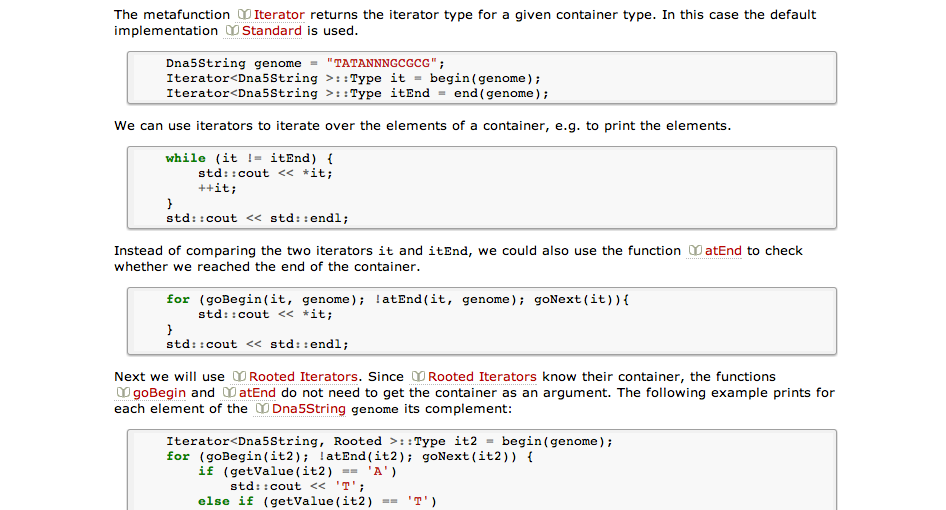 The metafunction Iterator returns the iterator type for a given container type. In this case the default
implementation Standard is used.
Dna5String genome = "TATANNNGCGCG";
Iterator<Dna5String >::Type it = begin(genome);
Iterator<Dna5String >::Type itEnd = end(genome);
We can use iterators to iterate over the elements of a container, e.g. to print the elements.
while (it != itEnd) {
std::cout << *it;
++it;
}
std::cout << std::endl;
Instead of comparing the two iterators it and itEnd, we could also use the function atEnd to check
whether we reached the end of the container.
for (goBegin(it, genome); !atEnd(it, genome); goNext(it)){
std::cout << *it;
}
std::cout << std::endl;
Next we will use Rooted Iterators. Since Rooted Iterators know their container, the functions
goBegin and atEnd do not need to get the container as an argument. The following example prints for
each element of the Dna5String genome its complement:
Iterator<Dna5String, Rooted >::Type it2 = begin(genome);
for (goBegin(it2); !atEnd(it2); goNext(it2)) {
if (getValue(it2) == 'A')
std::cout << 'T';
else if (getValue(it2) == 'T')